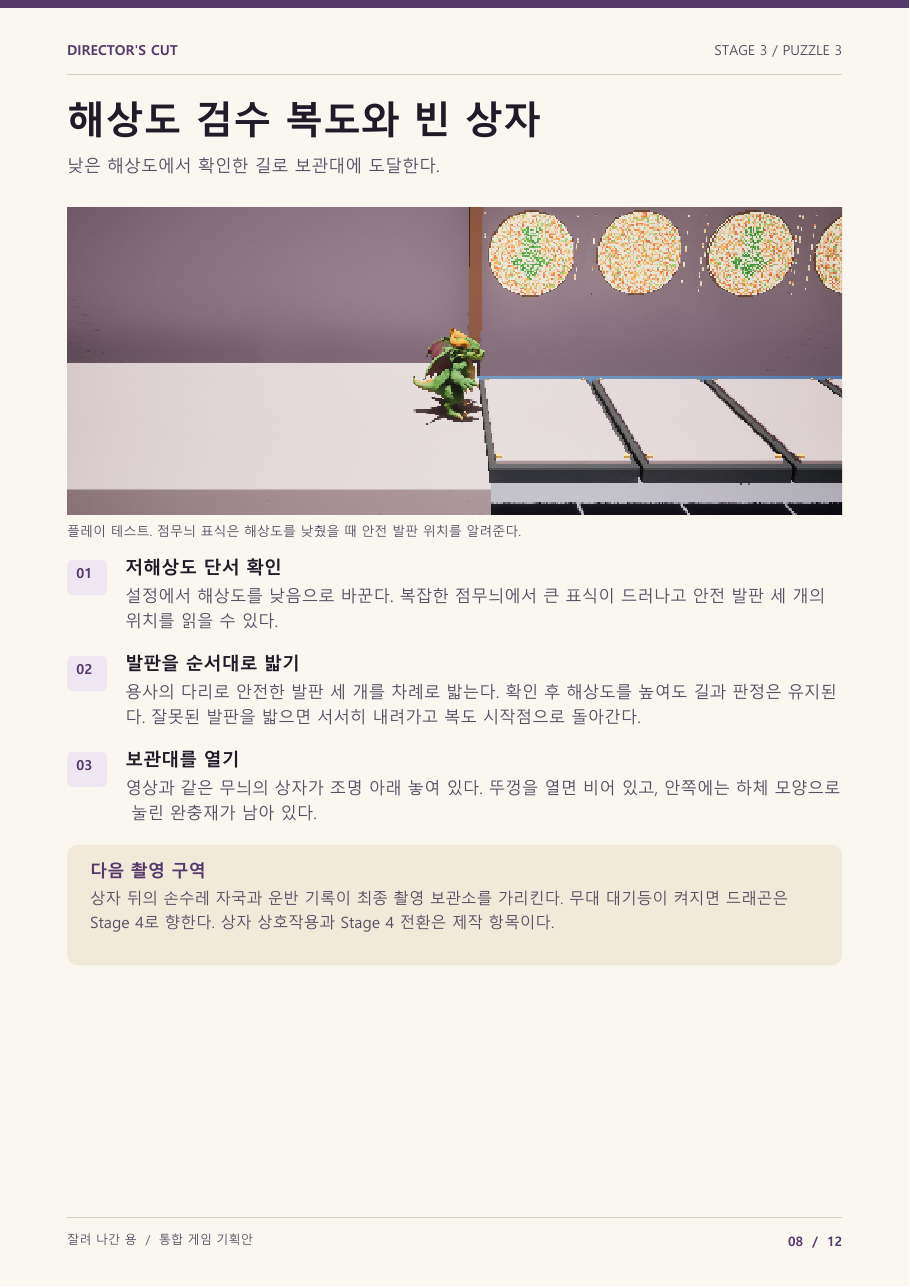 DIRECTOR'S CUT
STAGE 3 / PUZZLE 3
해상도 검수 복도와 빈 상자
낮은 해상도에서 확인한 길로 보관대에 도달한다.
플레이 테스트. 점무늬 표식은 해상도를 낮췄을 때 안전 발판 위치를 알려준다.
01
저해상도 단서 확인
설정에서 해상도를 낮음으로 바꾼다. 복잡한 점무늬에서 큰 표식이 드러나고 안전 발판 세 개의
위치를 읽을 수 있다.
02
발판을 순서대로 밟기
용사의 다리로 안전한 발판 세 개를 차례로 밟는다. 확인 후 해상도를 높여도 길과 판정은 유지된
다. 잘못된 발판을 밟으면 서서히 내려가고 복도 시작점으로 돌아간다.
03
보관대를 열기
영상과 같은 무늬의 상자가 조명 아래 놓여 있다. 뚜껑을 열면 비어 있고, 안쪽에는 하체 모양으로
눌린 완충재가 남아 있다.
다음 촬영 구역
상자 뒤의 손수레 자국과 운반 기록이 최종 촬영 보관소를 가리킨다. 무대 대기등이 켜지면 드래곤은
Stage 4로 향한다. 상자 상호작용과 Stage 4 전환은 제작 항목이다.
잘려 나간 용 / 통합 게임 기획안
08 / 12